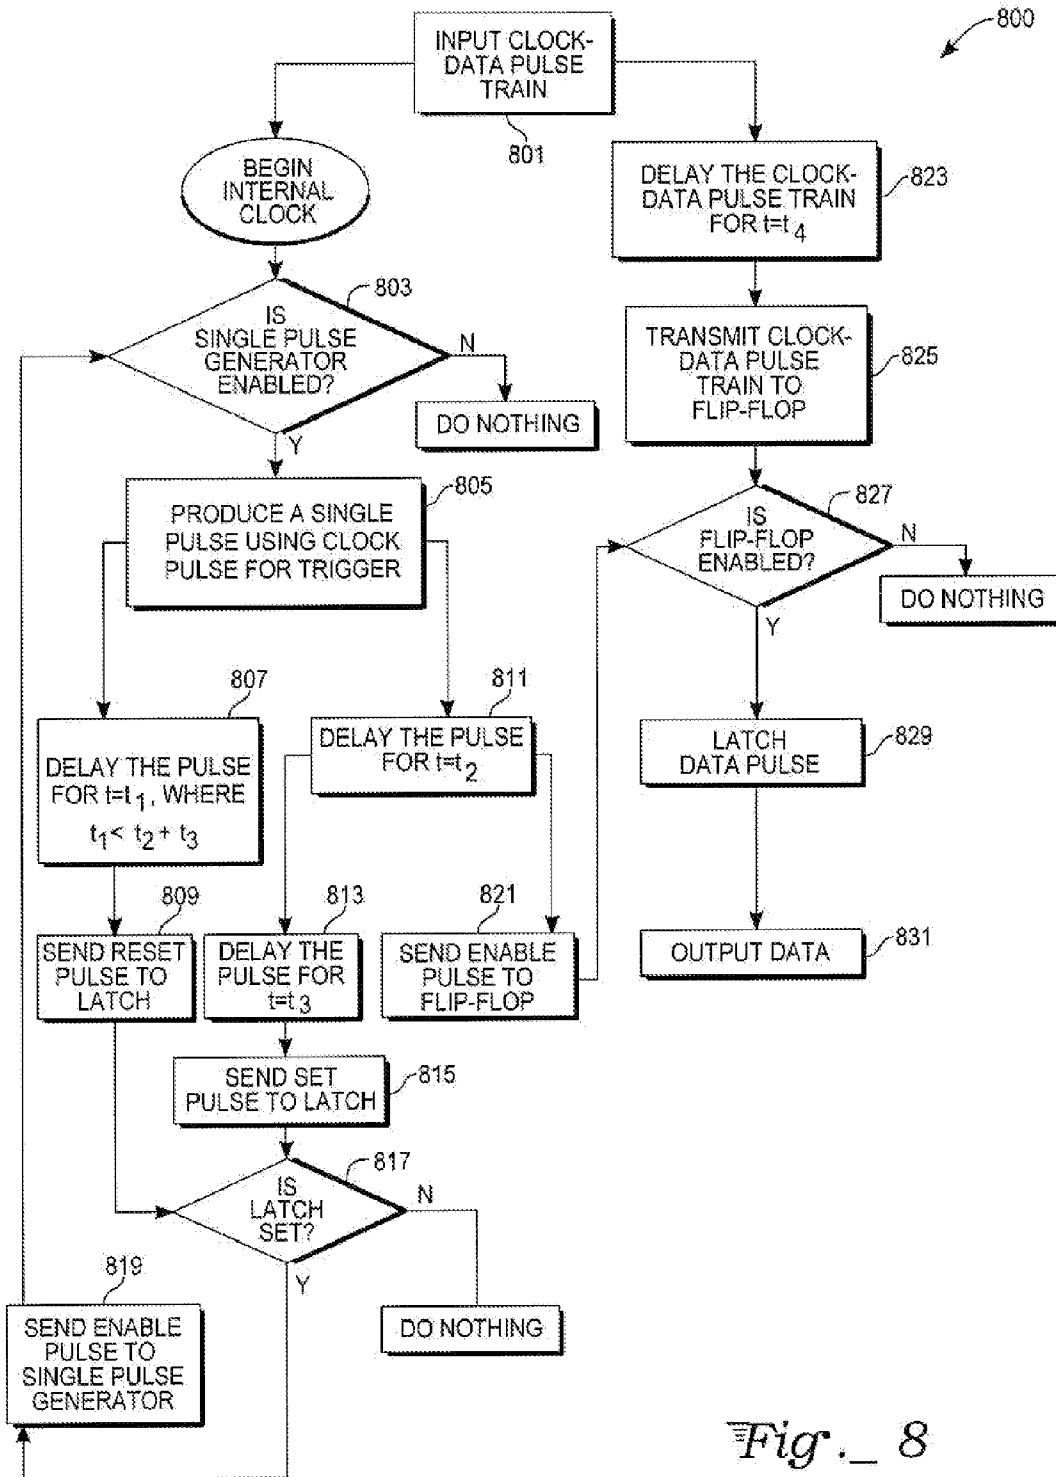 800
INPUT CLOCK-
DATA PULSE
TRAIN
801
BEGIN
INTERNAL
CLOCK
DELAY THE CLOCK-
DATA PULSE TRAIN
FOR t=t4
823
803
IS
SINGLE PULSE
GENERATOR
ENABLED?
N
Y
DO NOTHING
TRANSMIT CLOCK-
DATA PULSE
TRAIN TO
FLIP-FLOP
825
805
PRODUCE A SINGLE
PULSE USING CLOCK
PULSE FOR TRIGGER
827
IS
FLIP-FLOP
ENABLED?
N
Y
DO NOTHING
807
DELAY THE PULSE
FOR t=t1, WHERE
t1< t2 + t3
811
DELAY THE PULSE
FOR t=t2
LATCH
DATA PULSE
829
809
SEND RESET
PULSE TO
LATCH
813
DELAY THE
PULSE FOR
t=t3
821
SEND ENABLE
PULSE TO
FLIP-FLOP
OUTPUT DATA
831
SEND SET
PULSE TO LATCH
815
817
IS
LATCH
SET?
N
Y
819
SEND ENABLE
PULSE TO
SINGLE PULSE
GENERATOR
DO NOTHING
Fig._ 8